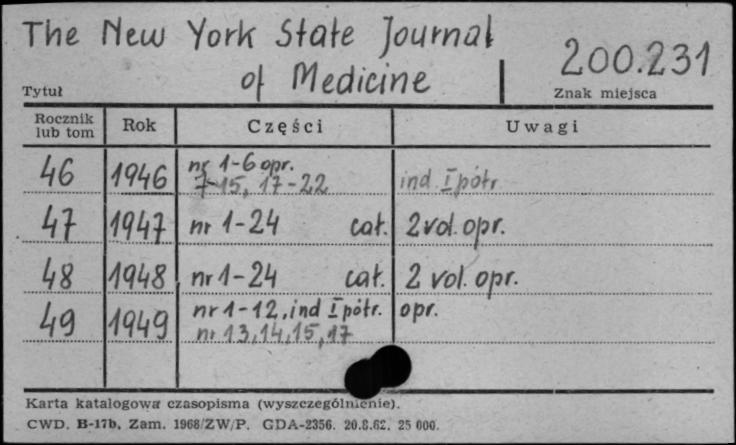 The New York State Journal
of Medicine
200.231
Tytuł
Znak miejsca
Rocznik lub tom Rok Części Uwagi
46 1946 nr 1-6 opr.
7-15, 17-22 ind I półr.
47 1947 nr 1-24 cał. 2 vol. opr.
48 1948 nr 1-24 cał. 2 vol. opr.
49 1949 nr 1-12, ind I półr. opr.
nr 13, 14, 15, 17
Karta katalogowa czasopisma (wyszczególnienie).
CWD. B-17b. Zam. 1968/ZW/P. GDA-2356. 20.8.62. 25 000.